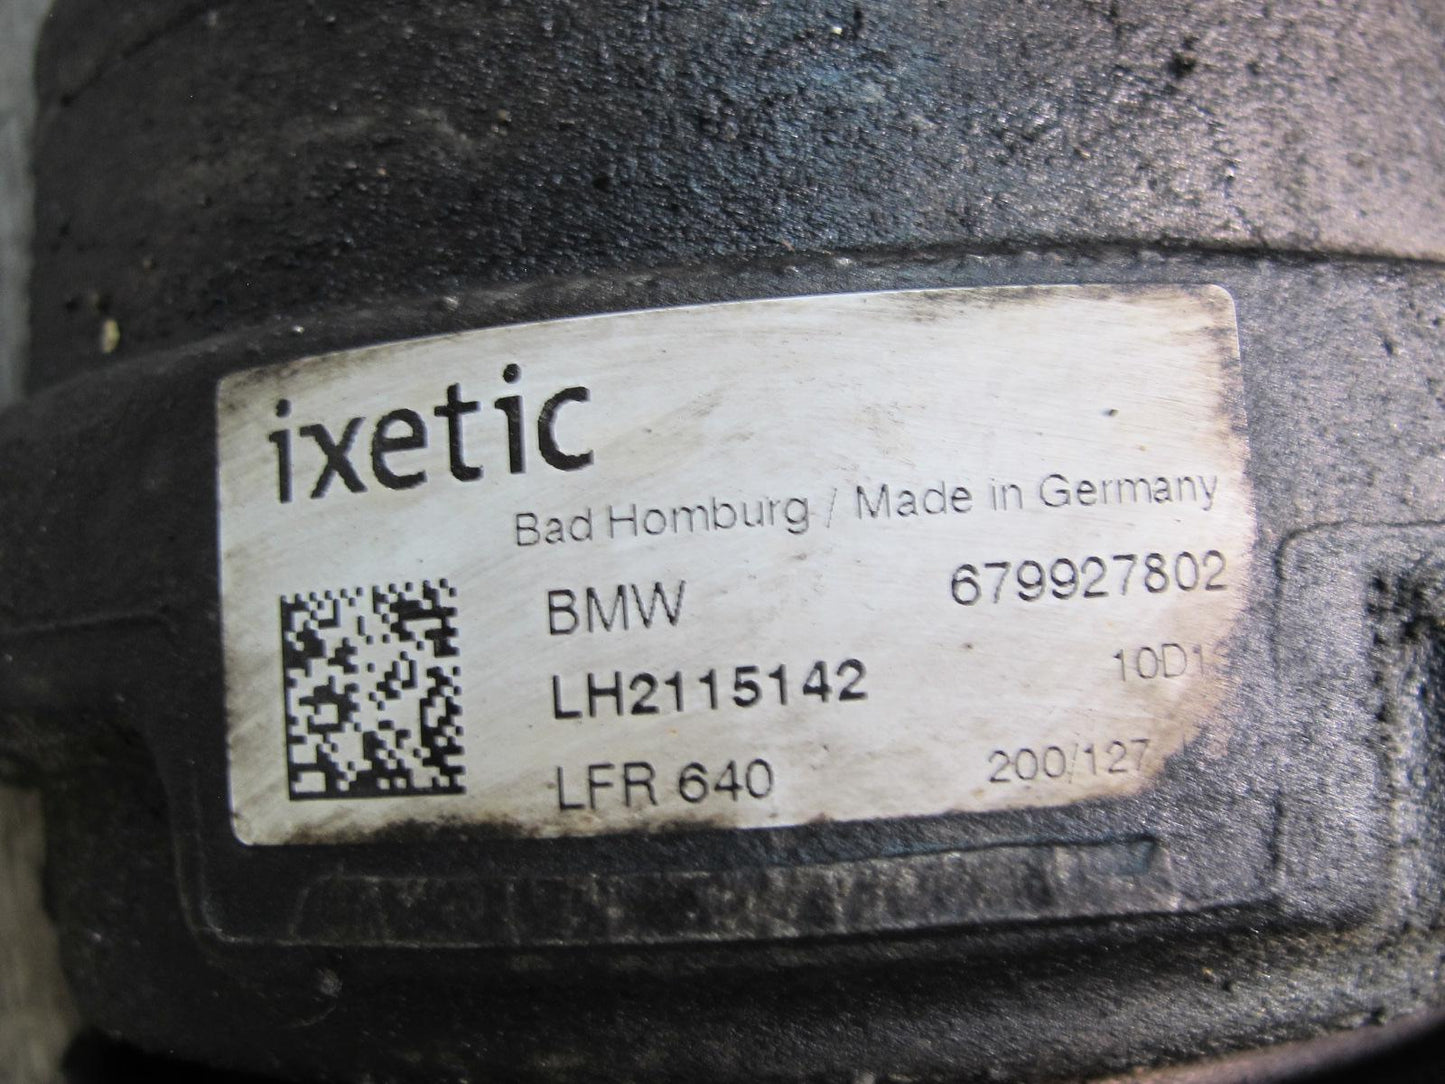 ixetic
Bad Homburg / Made in Germany
BMW 679927802
LH2115142
LFR 640 200/127